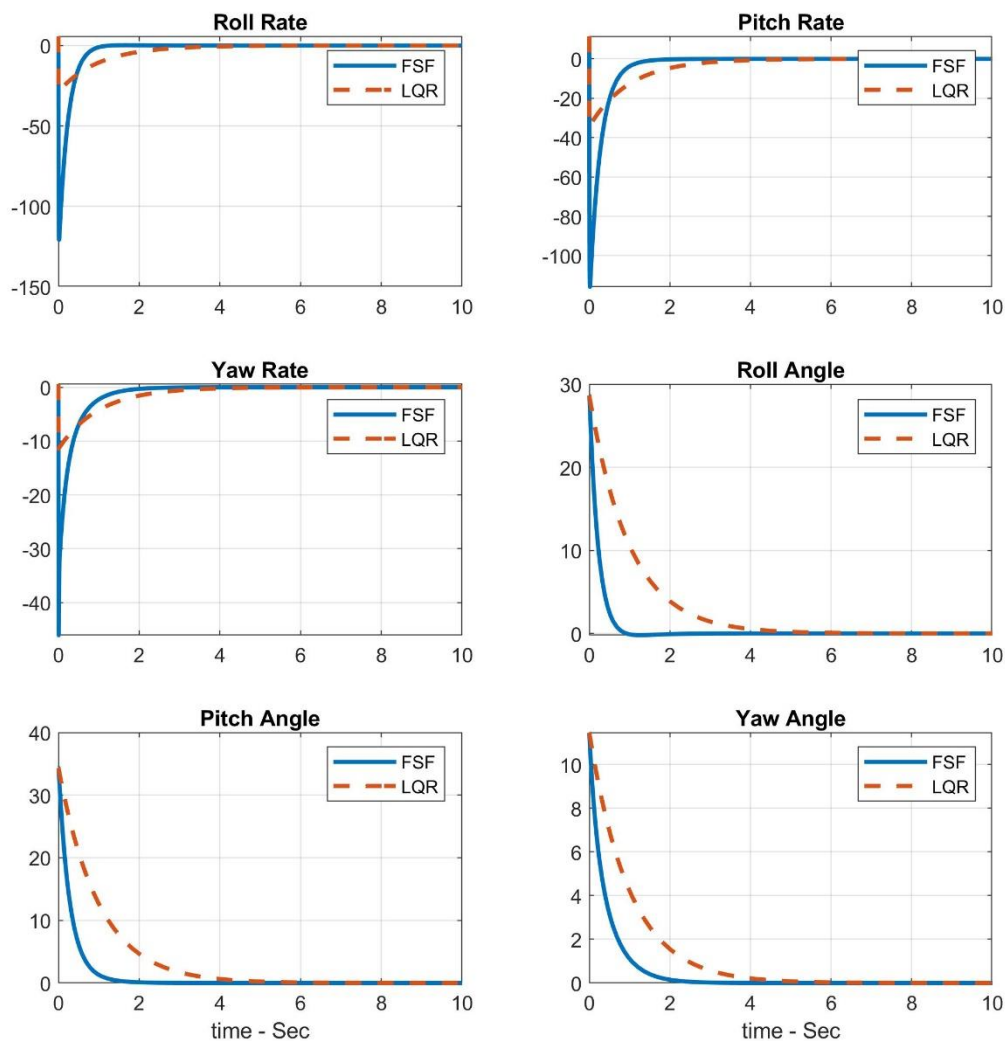 Roll Rate
0
-50
-100
-150
0 2 4 6 8 10
FSF
LQR
Pitch Rate
0
-20
-40
-60
-80
-100
0 2 4 6 8 10
FSF
LQR
Yaw Rate
0
-10
-20
-30
-40
0 2 4 6 8 10
FSF
LQR
Roll Angle
30
20
10
0
0 2 4 6 8 10
FSF
LQR
Pitch Angle
40
30
20
10
0
0 2 4 6 8 10
time - Sec
FSF
LQR
Yaw Angle
10
8
6
4
2
0
0 2 4 6 8 10
time - Sec
FSF
LQR